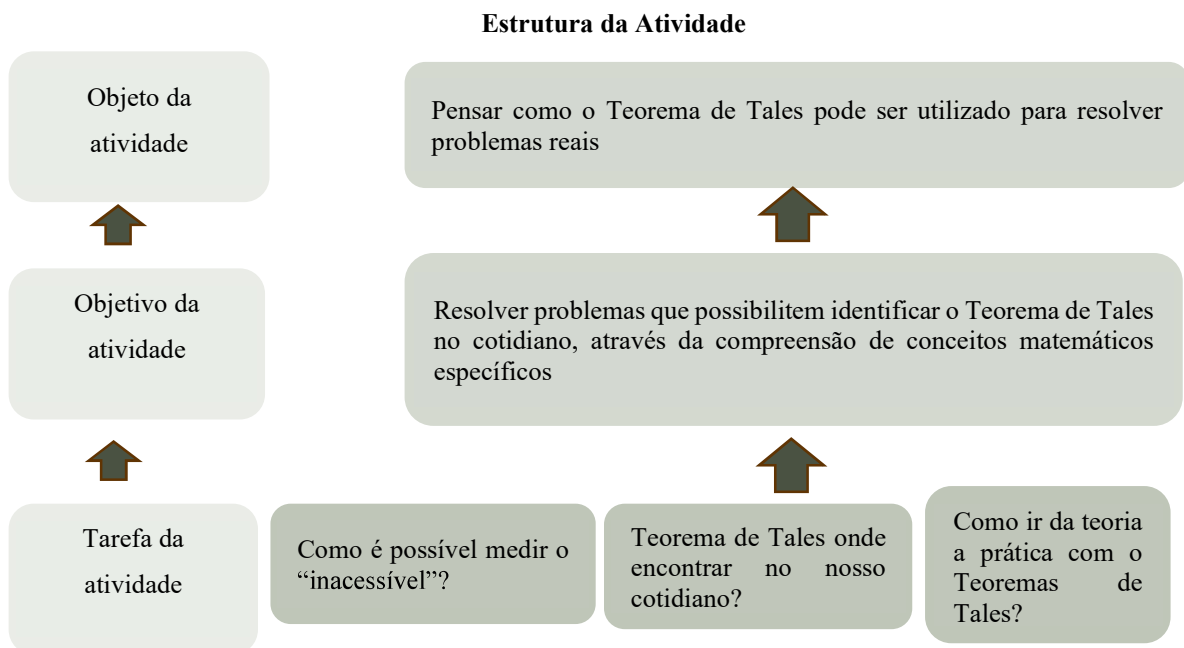 Estrutura da Atividade
Objeto da
atividade
Pensar como o Teorema de Tales pode ser utilizado para resolver
problemas reais
Objetivo da
atividade
Resolver problemas que possibilitem identificar o Teorema de Tales
no cotidiano, através da compreensão de conceitos matemáticos
específicos
Tarefa da
atividade
Como é possível medir o
“inacessível”?
Teorema de Tales onde
encontrar no nosso
cotidiano?
Como ir da teoria
a prática com o
Teoremas de
Tales?